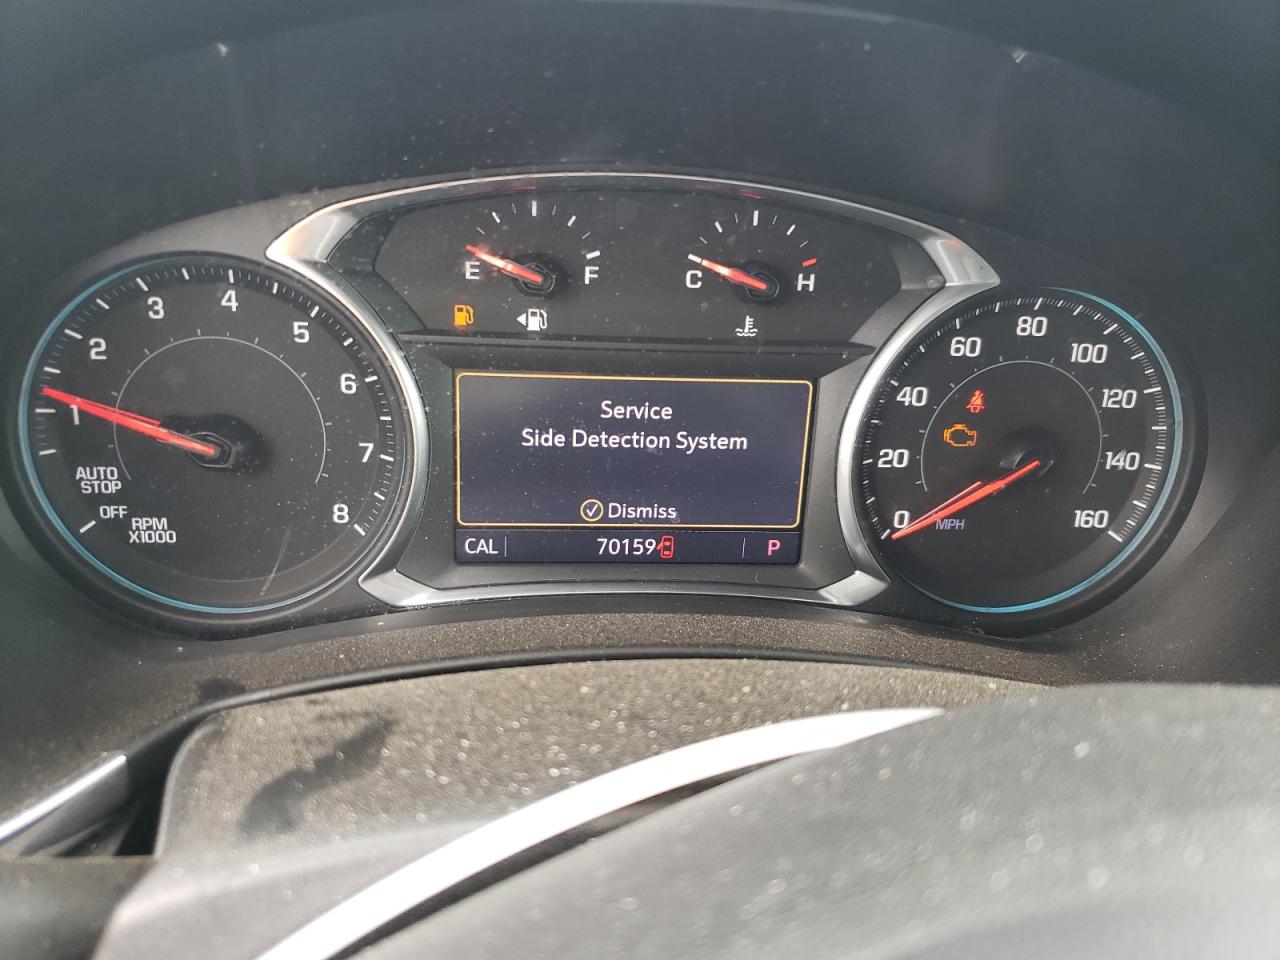 E F
C H
1 2 3 4 5 6 7 8
AUTO
STOP
OFF
RPM
X1000
Service
Side Detection System
Dismiss
CAL 70159 P
0 20 40 60 80 100 120 140 160
MPH